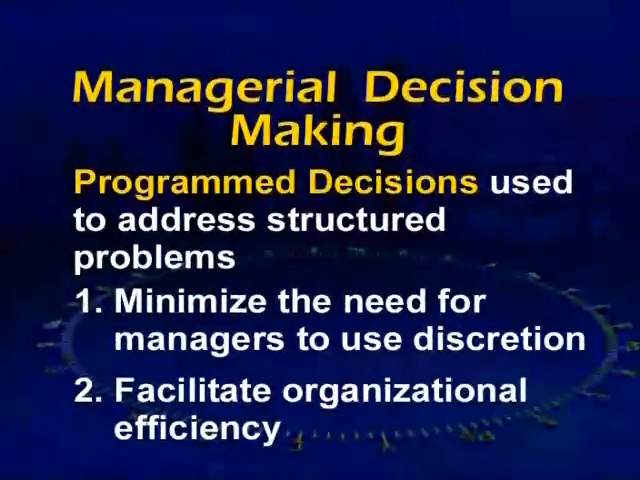 Managerial Decision
Making
Programmed Decisions used
to address structured
problems
1. Minimize the need for
managers to use discretion
2. Facilitate organizational
efficiency